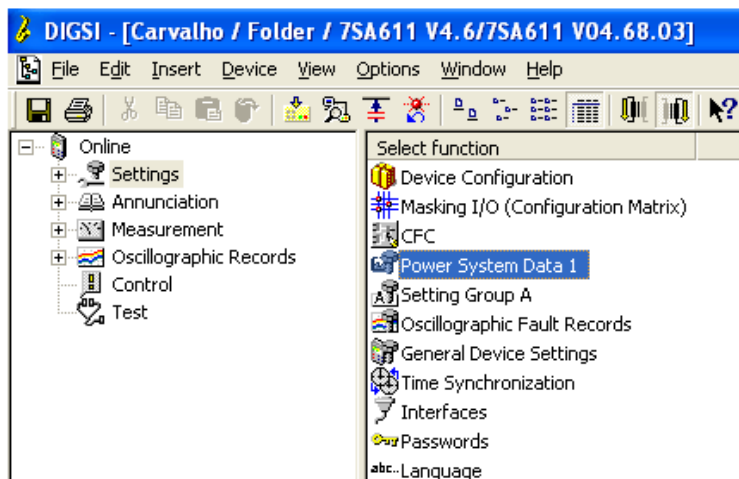 DIGSI - [Carvalho / Folder / 7SA611 V4.6/7SA611 V04.68.03]
File Edit Insert Device View Options Window Help
Online
Settings
Annunciation
Measurement
Oscillographic Records
Control
Test
Select function
Device Configuration
Masking I/O (Configuration Matrix)
CFC
Power System Data 1
Setting Group A
Oscillographic Fault Records
General Device Settings
Time Synchronization
Interfaces
Passwords
abc.. Language